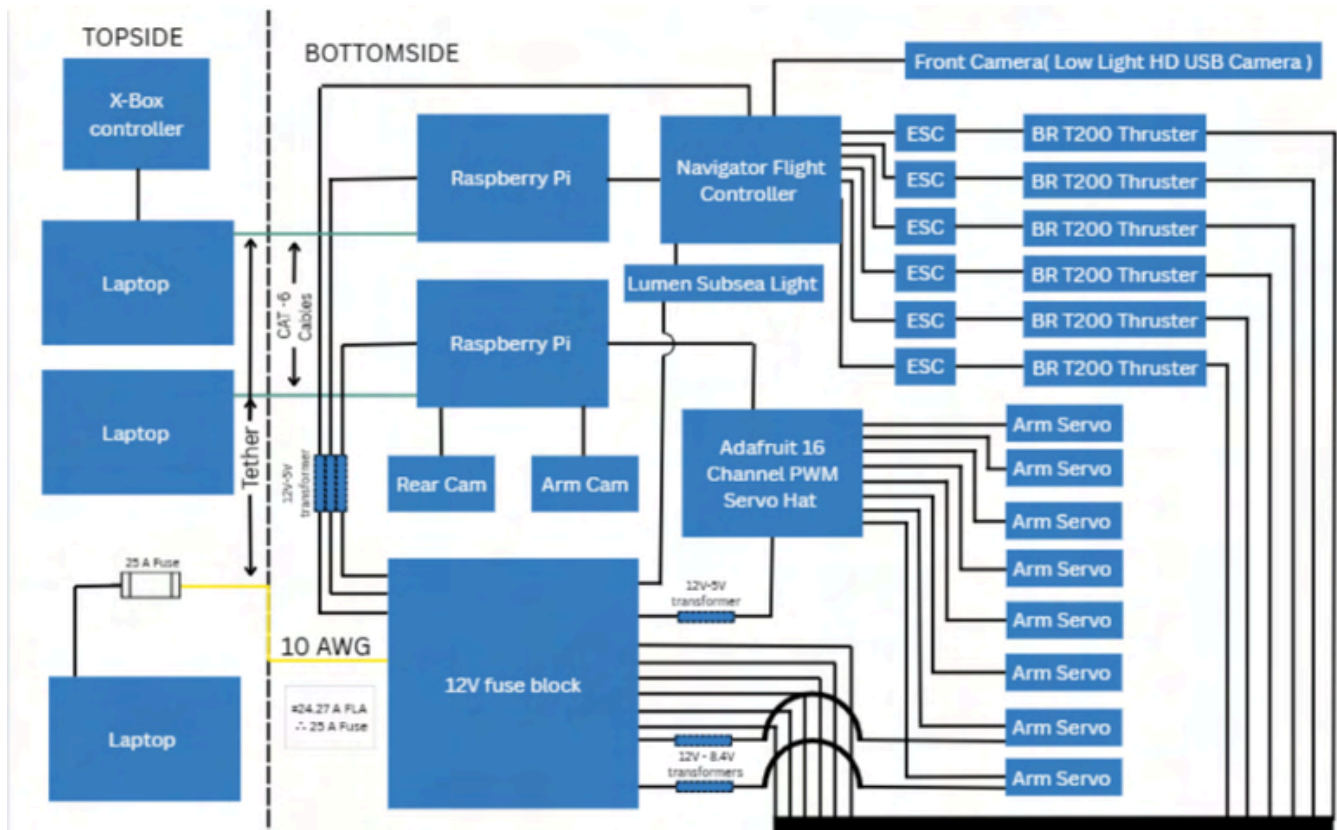 TOPSIDE
BOTTOMSIDE
X-Box
controller
Laptop
Laptop
CAT -6
Cables
Tether
25 A Fuse
Laptop
10 AWG
≡24.27 A FLA
∴ 25 A Fuse
12V-5V
transformer
Raspberry Pi
Raspberry Pi
Rear Cam
Arm Cam
12V fuse block
Navigator Flight
Controller
Lumen Subsea Light
Front Camera( Low Light HD USB Camera )
ESC
BR T200 Thruster
ESC
BR T200 Thruster
ESC
BR T200 Thruster
ESC
BR T200 Thruster
ESC
BR T200 Thruster
ESC
BR T200 Thruster
Adafruit 16
Channel PWM
Servo Hat
12V-5V
transformer
12V - 8.4V
transformers
Arm Servo
Arm Servo
Arm Servo
Arm Servo
Arm Servo
Arm Servo
Arm Servo
Arm Servo